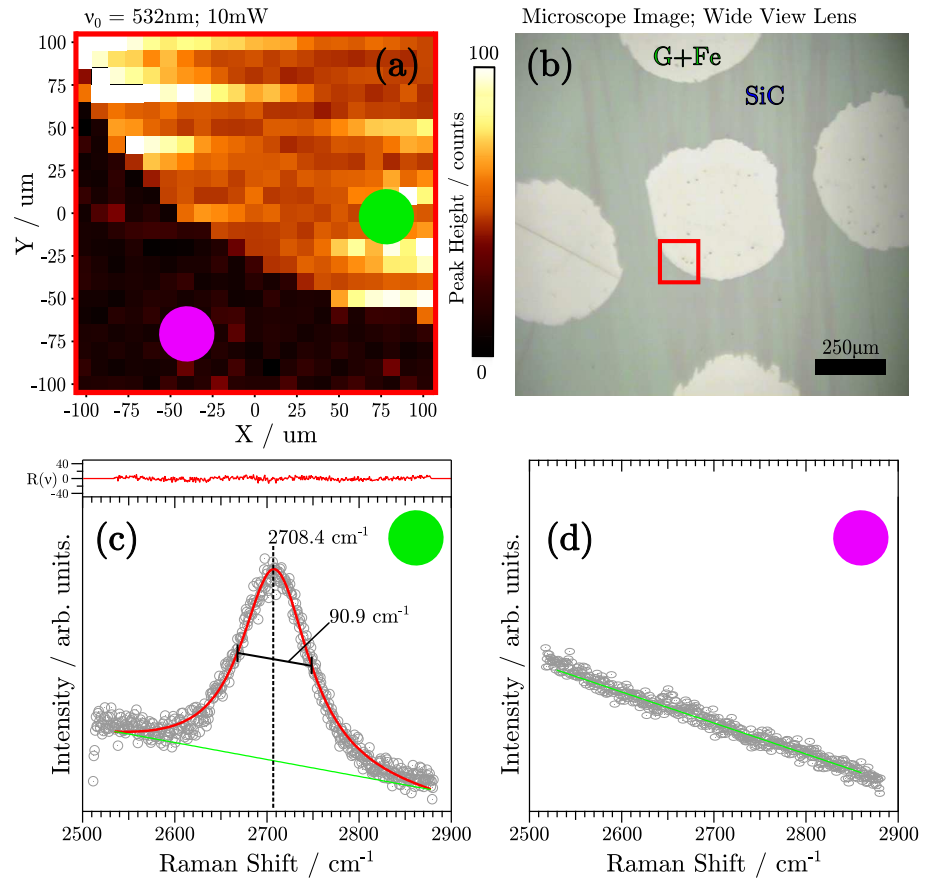 ν₀ = 532nm; 10mW
Microscope Image; Wide View Lens
(a)
100
75
50
25
0
-25
-50
-75
-100
Y / um
-100
-75
-50
-25
0
25
50
75
100
X / um
100
Peak Height / counts
0
(b)
G+Fe
SiC
250μm
40
0
-40
R(ν)
(c)
2708.4 cm⁻¹
90.9 cm⁻¹
Intensity / arb. units.
2500
2600
2700
2800
2900
Raman Shift / cm⁻¹
(d)
Intensity / arb. units.
2500
2600
2700
2800
2900
Raman Shift / cm⁻¹